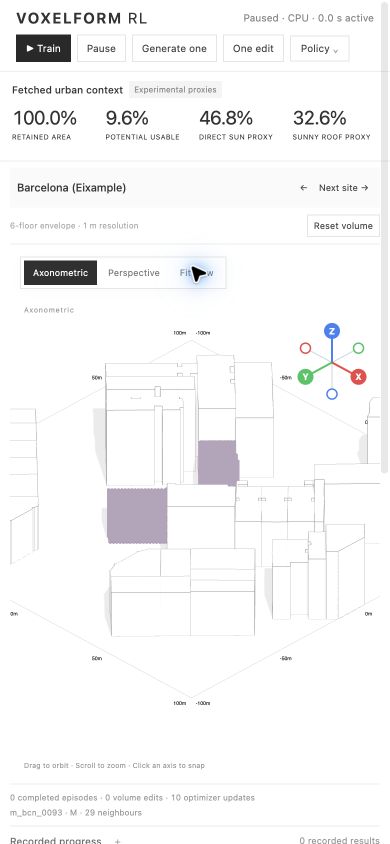 VOXELFORM RL
Paused · CPU · 0.0 s active
Train
Pause
Generate one
One edit
Policy
Fetched urban context
Experimental proxies
100.0%
9.6%
46.8%
32.6%
RETAINED AREA
POTENTIAL USABLE
DIRECT SUN PROXY
SUNNY ROOF PROXY
Barcelona (Eixample)
← Next site →
6-floor envelope · 1 m resolution
Reset volume
Axonometric
Perspective
Axonometric
100m -100m
Z
50m
-50m
Y
X
0m
0m
50m
-50m
100m -100m
Drag to orbit · Scroll to zoom · Click an axis to snap
0 completed episodes · 0 volume edits · 10 optimizer updates
m_bcn_0093 · M · 29 neighbours
Recorded progress +
0 recorded results